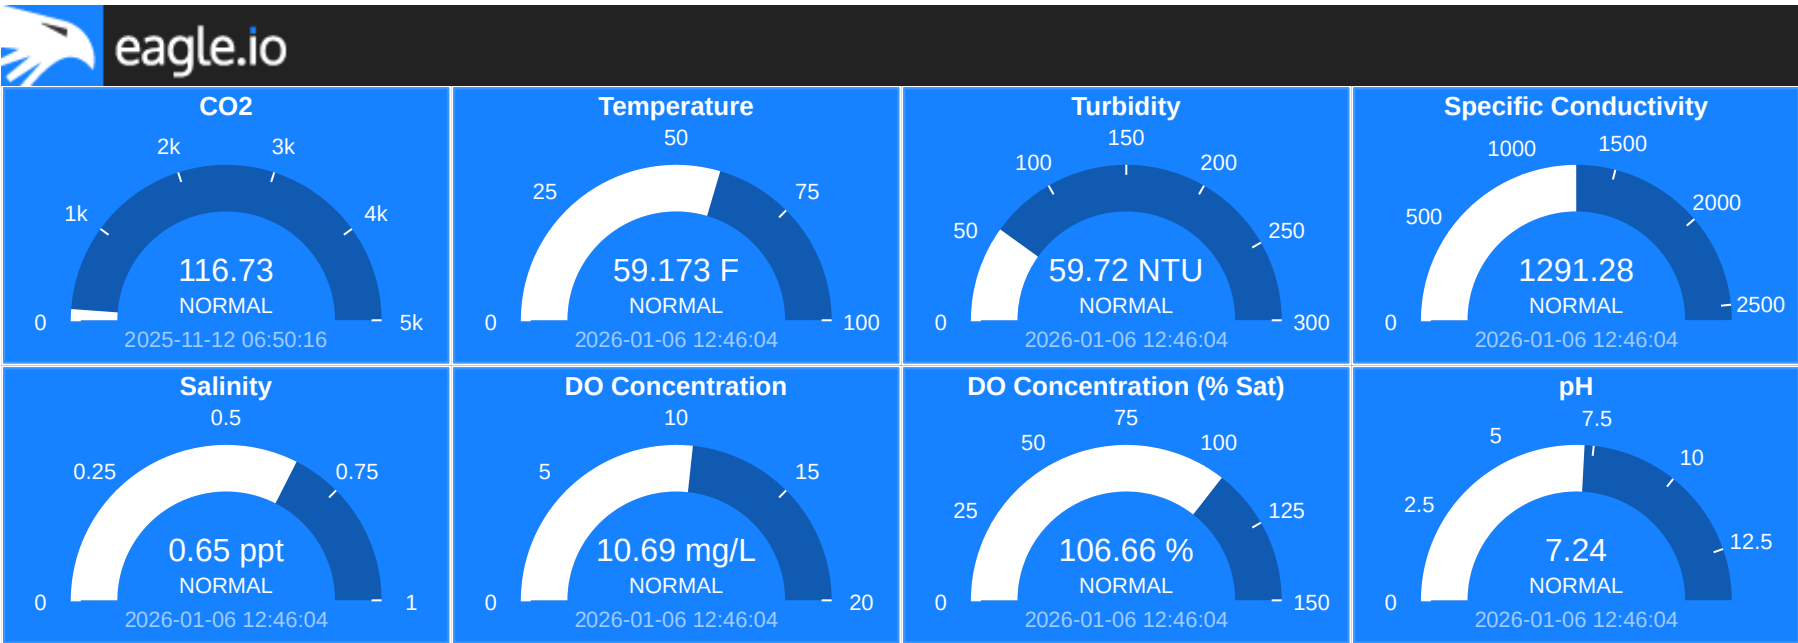 eagle.io
CO2
0
1k
2k
3k
4k
5k
116.73
NORMAL
2025-11-12 06:50:16
Temperature
0
25
50
75
100
59.173 F
NORMAL
2026-01-06 12:46:04
Turbidity
0
50
100
150
200
250
300
59.72 NTU
NORMAL
2026-01-06 12:46:04
Specific Conductivity
0
500
1000
1500
2000
2500
1291.28
NORMAL
2026-01-06 12:46:04
Salinity
0
0.25
0.5
0.75
1
0.65 ppt
NORMAL
2026-01-06 12:46:04
DO Concentration
0
5
10
15
20
10.69 mg/L
NORMAL
2026-01-06 12:46:04
DO Concentration (% Sat)
0
25
50
75
100
125
150
106.66 %
NORMAL
2026-01-06 12:46:04
pH
0
2.5
5
7.5
10
12.5
7.24
NORMAL
2026-01-06 12:46:04